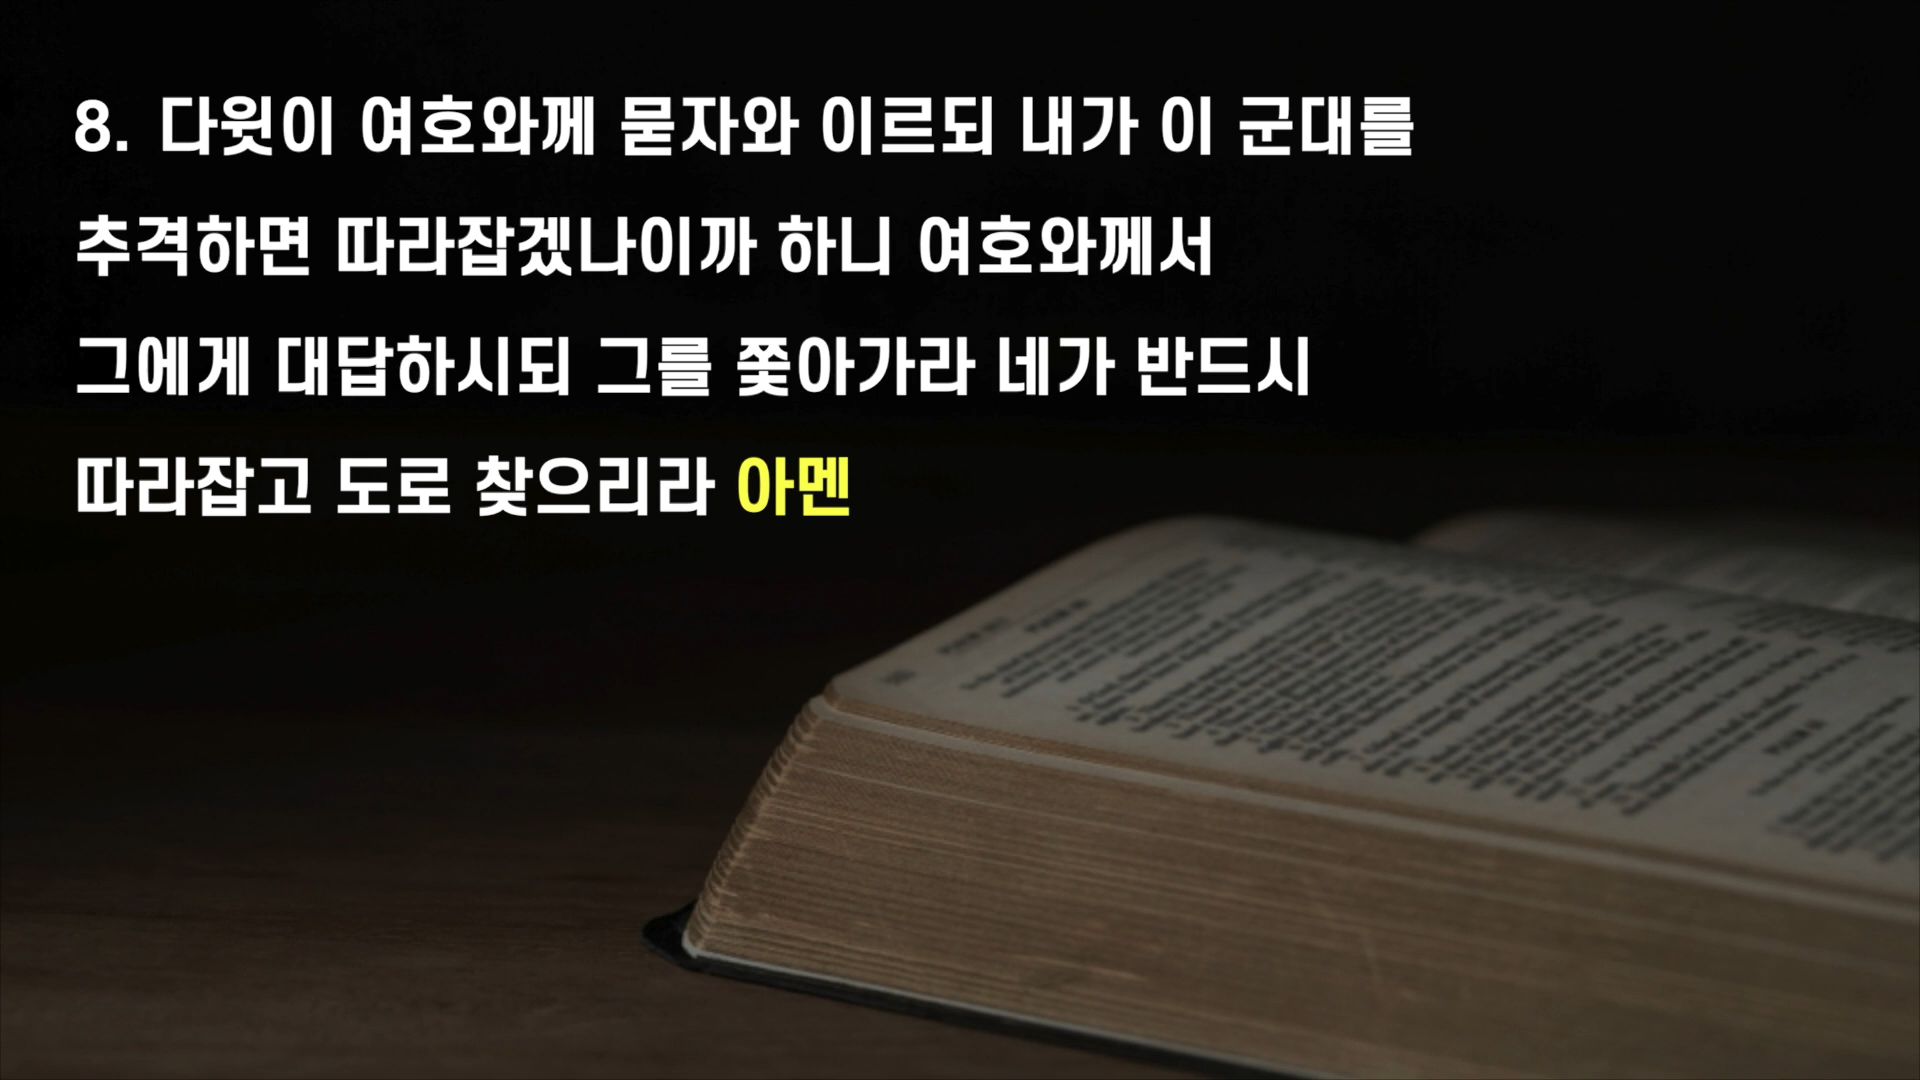 8. 다윗이 여호와께 묻자와 이르되 내가 이 군대를
추격하면 따라잡겠나이까 하니 여호와께서
그에게 대답하시되 그를 쫓아가라 네가 반드시
따라잡고 도로 찾으리라 아멘